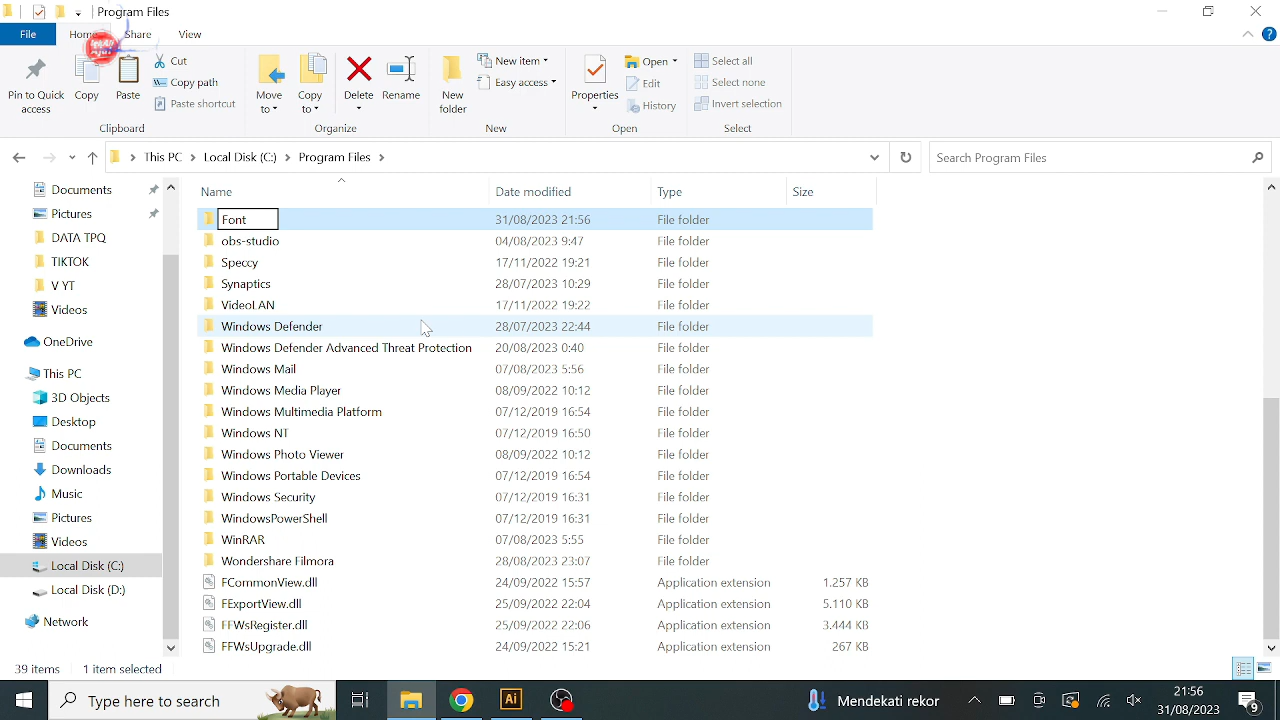 Program Files
File Home Share View
Pin to Quick access
Copy
Paste
Cut
Copy path
Paste shortcut
Clipboard
Move to
Copy to
Delete
Rename
Organize
New folder
New item
Easy access
New
Properties
Open
Edit
History
Open
Select all
Select none
Invert selection
Select
This PC Local Disk (C:) Program Files
Search Program Files
Documents
Pictures
DATA TPQ
TIKTOK
V YT
Videos
OneDrive
This PC
3D Objects
Desktop
Documents
Downloads
Music
Pictures
Videos
Local Disk (C:)
Local Disk (D:)
Network
Name Date modified Type Size
Font 31/08/2023 21:56 File folder
obs-studio 04/08/2023 9:47 File folder
Speccy 17/11/2022 19:21 File folder
Synaptics 28/07/2023 10:29 File folder
VideoLAN 17/11/2022 19:22 File folder
Windows Defender 28/07/2023 22:44 File folder
Windows Defender Advanced Threat Protection 20/08/2023 0:40 File folder
Windows Mail 07/08/2023 5:56 File folder
Windows Media Player 08/09/2022 10:12 File folder
Windows Multimedia Platform 07/12/2019 16:54 File folder
Windows NT 07/12/2019 16:50 File folder
Windows Photo Viewer 08/09/2022 10:12 File folder
Windows Portable Devices 07/12/2019 16:54 File folder
Windows Security 07/12/2019 16:31 File folder
WindowsPowerShell 07/12/2019 16:31 File folder
WinRAR 07/08/2023 5:55 File folder
Wondershare Filmora 28/08/2023 23:07 File folder
FCommonView.dll 24/09/2022 15:57 Application extension 1.257 KB
FExportView.dll 25/09/2022 22:04 Application extension 5.110 KB
FFWsRegister.dll 25/09/2022 22:06 Application extension 3.444 KB
FFWsUpgrade.dll 24/09/2022 15:21 Application extension 267 KB
39 items 1 item selected
Type here to search
Ai
Mendekati rekor
21:56
31/08/2023
9